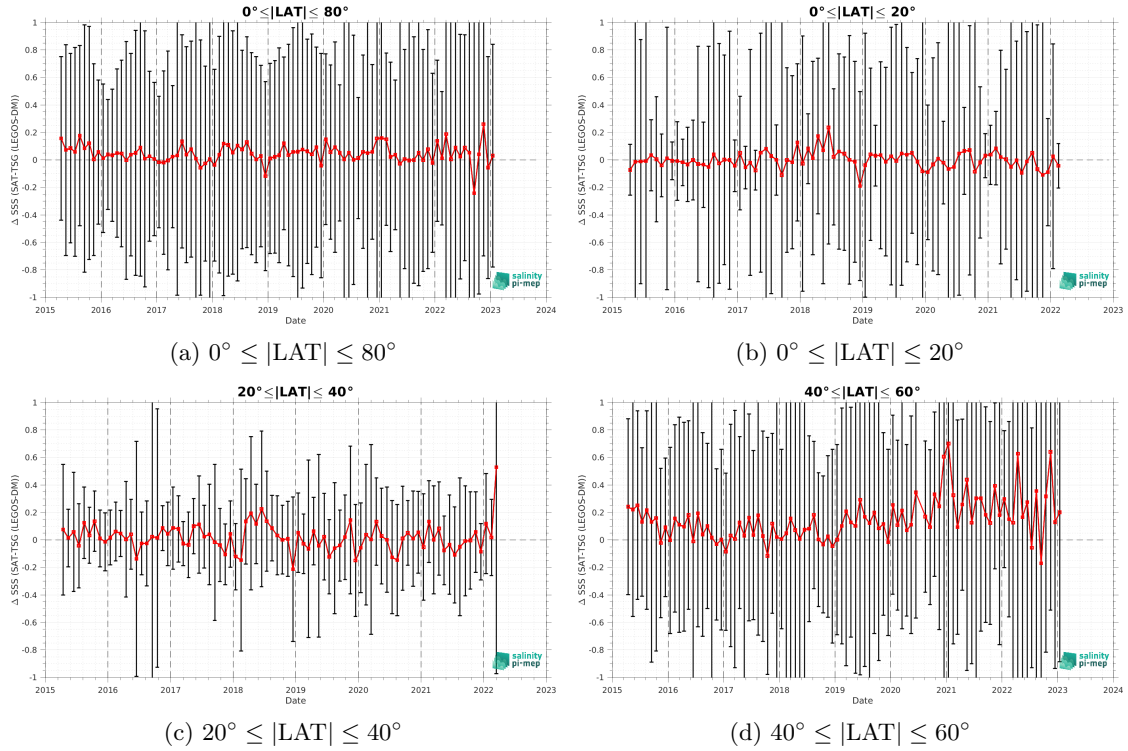 0°≤|LAT|≤ 80°
Δ SSS (SAT-TSG (LEGOS-DM))
1
0.8
0.6
0.4
0.2
0
-0.2
-0.4
-0.6
-0.8
-1
2015 2016 2017 2018 2019 2020 2021 2022 2023 2024
Date
salinity
pi-mep
(a) 0° ≤ |LAT| ≤ 80°
0°≤|LAT|≤ 20°
Δ SSS (SAT-TSG (LEGOS-DM))
1
0.8
0.6
0.4
0.2
0
-0.2
-0.4
-0.6
-0.8
-1
2015 2016 2017 2018 2019 2020 2021 2022 2023
Date
salinity
pi-mep
(b) 0° ≤ |LAT| ≤ 20°
20°≤|LAT|≤ 40°
Δ SSS (SAT-TSG (LEGOS-DM))
1
0.8
0.6
0.4
0.2
0
-0.2
-0.4
-0.6
-0.8
-1
2015 2016 2017 2018 2019 2020 2021 2022 2023
Date
salinity
pi-mep
(c) 20° ≤ |LAT| ≤ 40°
40°≤|LAT|≤ 60°
Δ SSS (SAT-TSG (LEGOS-DM))
1
0.8
0.6
0.4
0.2
0
-0.2
-0.4
-0.6
-0.8
-1
2015 2016 2017 2018 2019 2020 2021 2022 2023 2024
Date
salinity
pi-mep
(d) 40° ≤ |LAT| ≤ 60°